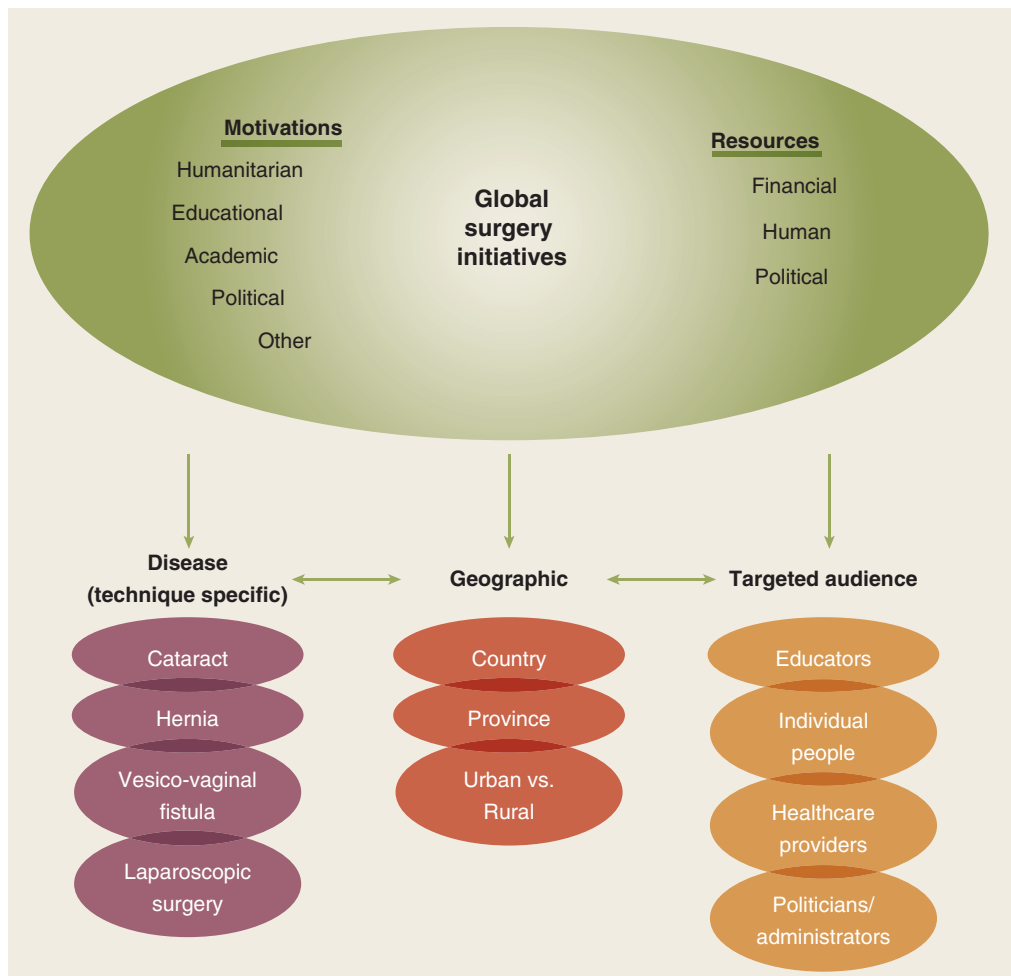 Motivations
Humanitarian
Educational
Academic
Political
Other
Global
surgery
initiatives
Resources
Financial
Human
Political
Disease
(technique specific)
Cataract
Hernia
Vesico-vaginal
fistula
Laparoscopic
surgery
Geographic
Country
Province
Urban vs.
Rural
Targeted audience
Educators
Individual
people
Healthcare
providers
Politicians/
administrators